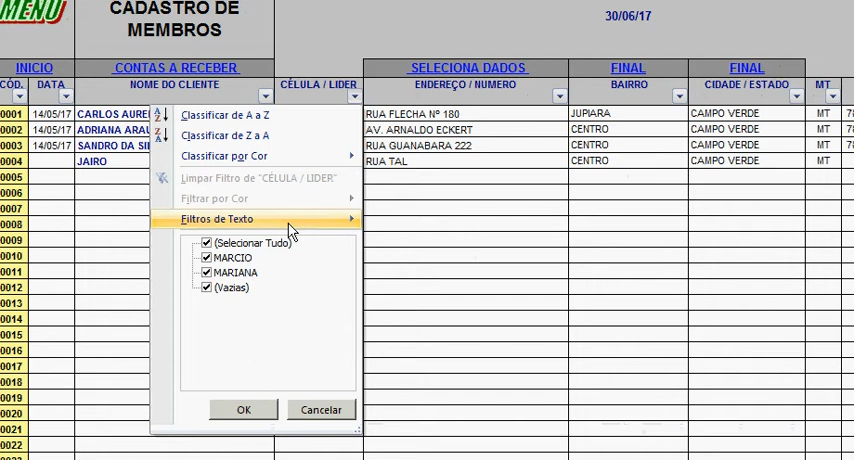 MENU
CADASTRO DE
MEMBROS
30/06/17
INICIO CONTAS A RECEBER SELECIONA DADOS FINAL FINAL
CÓD. DATA NOME DO CLIENTE CÉLULA / LIDER ENDEREÇO / NÚMERO BAIRRO CIDADE / ESTADO MT
0001 14/05/17 CARLOS AURE RUA FLECHA Nº 180 JUPIARA CAMPO VERDE MT 78
0002 14/05/17 ADRIANA ARAU AV. ARNALDO ECKERT CENTRO CAMPO VERDE MT 78
0003 14/05/17 SANDRO DA SI RUA GUANABARA 222 CENTRO CAMPO VERDE MT 78
0004 JAIRO RUA TAL CENTRO CAMPO VERDE MT
0005
0006
0007
0008
0009
0010
0011
0012
0013
0014
0015
0016
0017
0018
0019
0020
0021
0022
Classificar de A a Z
Classificar de Z a A
Classificar por Cor
Limpar Filtro de "CÉLULA / LIDER"
Filtrar por Cor
Filtros de Texto
(Selecionar Tudo)
MARCIO
MARIANA
(Vazias)
OK Cancelar